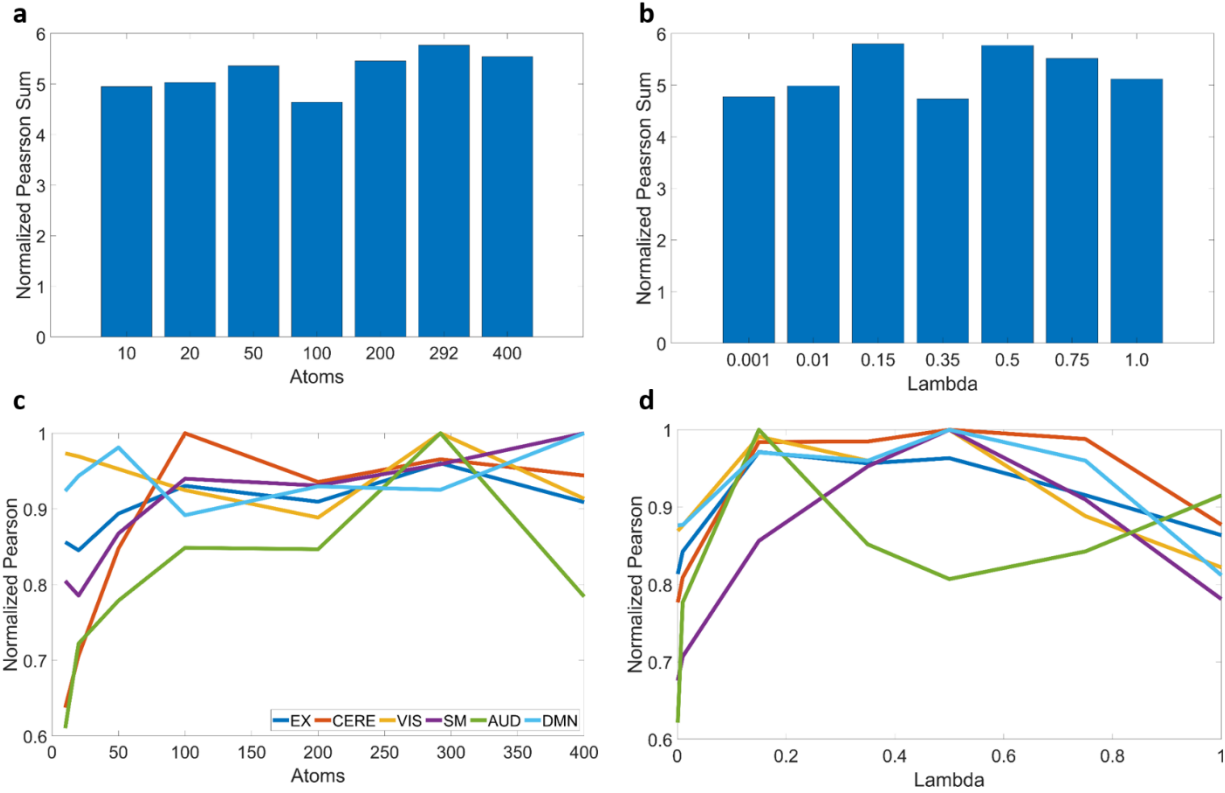 a
Normalized Peasrson Sum
6
5
4
3
2
1
0
10 20 50 100 200 292 400
Atoms
b
Normalized Peasrson Sum
6
5
4
3
2
1
0
0.001 0.01 0.15 0.35 0.5 0.75 1.0
Lambda
c
Normalized Pearson
1
0.9
0.8
0.7
0.6
EX CERE VIS SM AUD DMN
0 50 100 150 200 250 300 350 400
Atoms
d
Normalized Pearson
1
0.9
0.8
0.7
0.6
0 0.2 0.4 0.6 0.8 1
Lambda